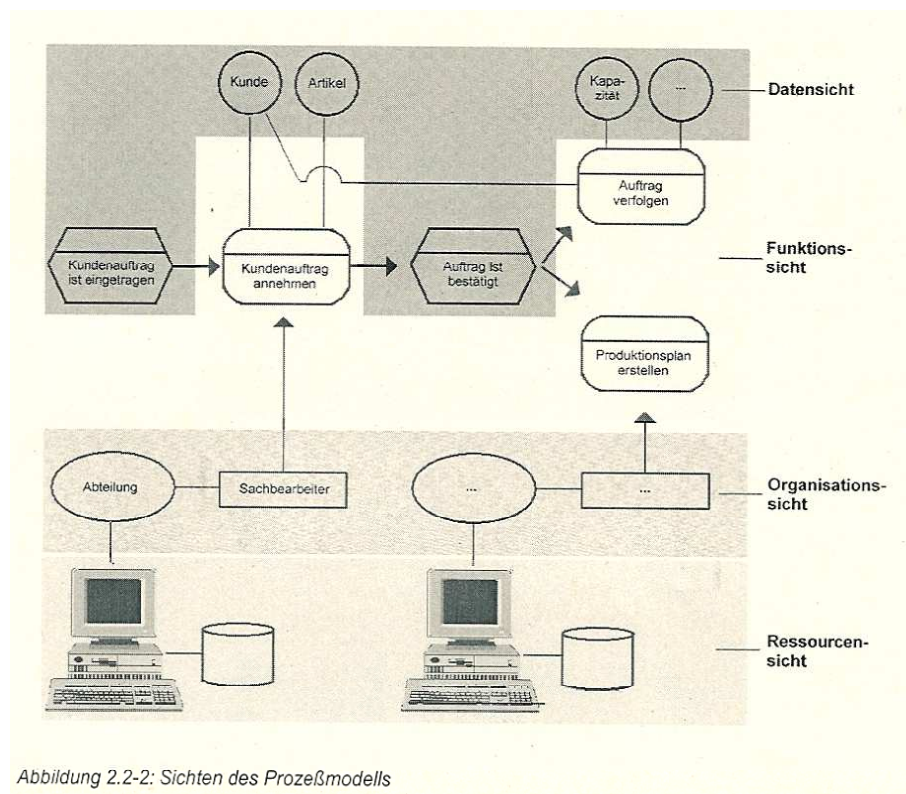 Kunde
Artikel
Kapa-
zität
...
Datensicht
Auftrag
verfolgen
Kundenauftrag
ist eingetragen
Kundenauftrag
annehmen
Auftrag ist
bestätigt
Funktions-
sicht
Produktionsplan
erstellen
Abteilung
Sachbearbeiter
...
...
Organisations-
sicht
Ressourcen-
sicht
Abbildung 2.2-2: Sichten des Prozeßmodells